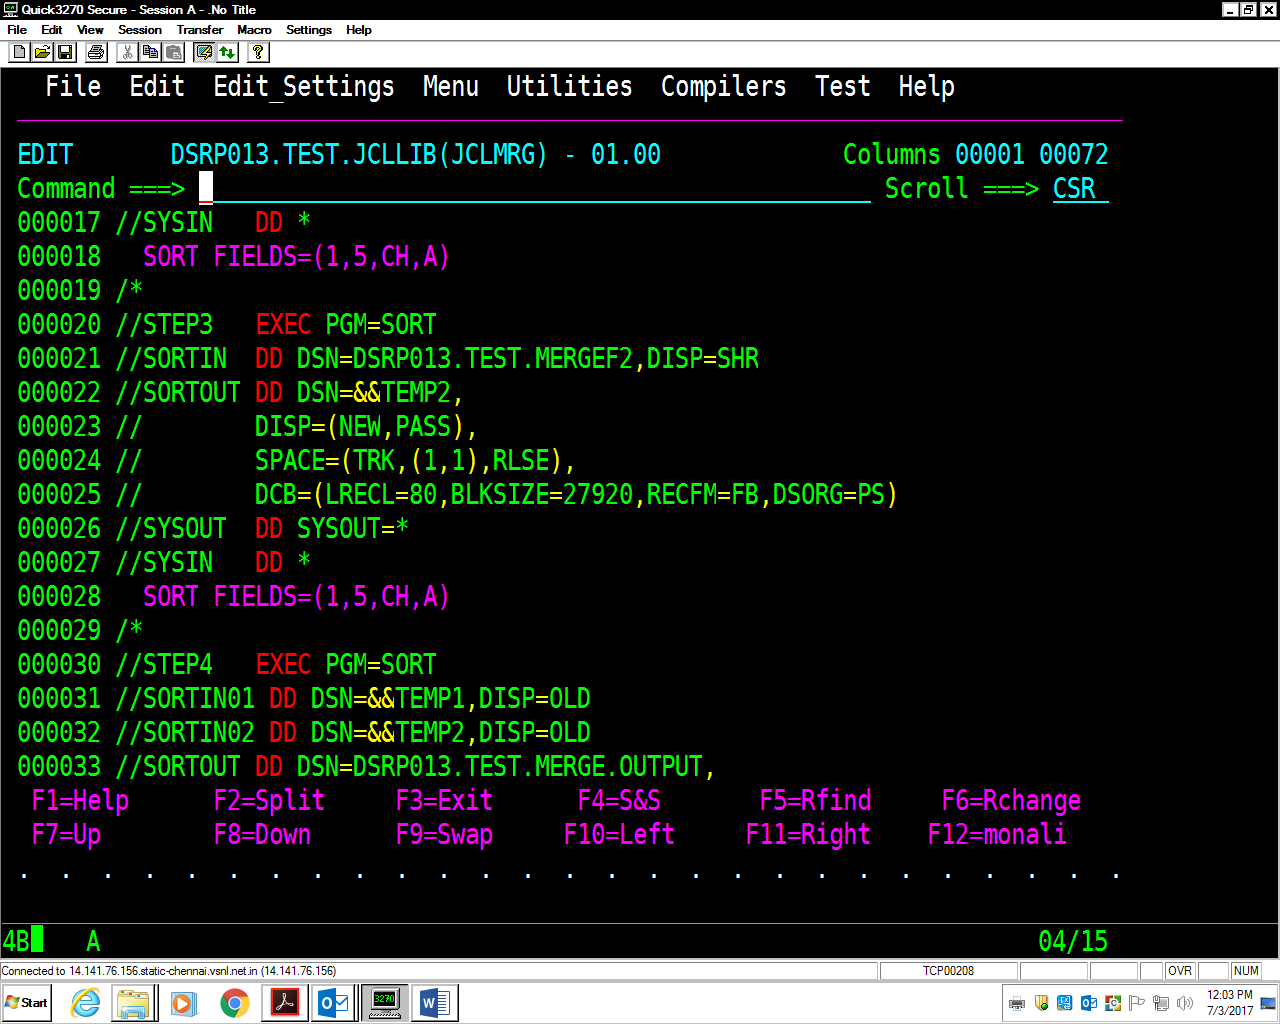 Quick3270 Secure - Session A - .No Title
File Edit View Session Transfer Macro Settings Help
File Edit Edit_Settings Menu Utilities Compilers Test Help
EDIT DSRP013.TEST.JCLLIB(JCLMRG) - 01.00 Columns 00001 00072
Command ===> Scroll ===> CSR
000017 //SYSIN DD *
000018 SORT FIELDS=(1,5,CH,A)
000019 /*
000020 //STEP3 EXEC PGM=SORT
000021 //SORTIN DD DSN=DSRP013.TEST.MERGEF2,DISP=SHR
000022 //SORTOUT DD DSN=&&TEMP2,
000023 // DISP=(NEW,PASS),
000024 // SPACE=(TRK,(1,1),RLSE),
000025 // DCB=(LRECL=80,BLKSIZE=27920,RECFM=FB,DSORG=PS)
000026 //SYSOUT DD SYSOUT=*
000027 //SYSIN DD *
000028 SORT FIELDS=(1,5,CH,A)
000029 /*
000030 //STEP4 EXEC PGM=SORT
000031 //SORTIN01 DD DSN=&&TEMP1,DISP=OLD
000032 //SORTIN02 DD DSN=&&TEMP2,DISP=OLD
000033 //SORTOUT DD DSN=DSRP013.TEST.MERGE.OUTPUT,
F1=Help F2=Split F3=Exit F4=S&S F5=Rfind F6=Rchange
F7=Up F8=Down F9=Swap F10=Left F11=Right F12=monali
. . . . . . . . . . . . . . . . . . . . . . . . . . .
4B A 04/15
Connected to 14.141.76.156.static-chennai.vsnl.net.in (14.141.76.156) TCP00208 OVR NUM
Start 3270 12:03 PM
7/3/2017